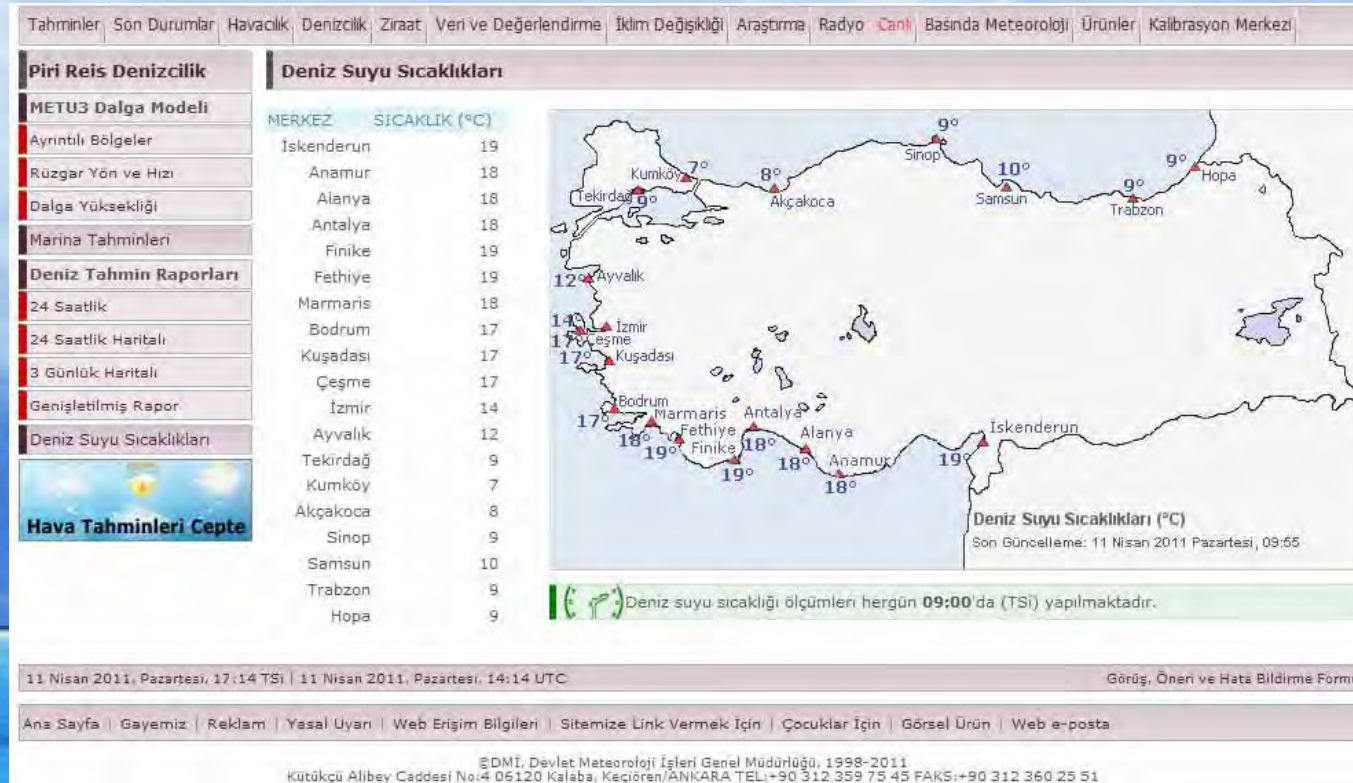 Tahminler Son Durumlar Havacılık Denizcilik Ziraat Veri ve Değerlendirme İklim Değişikliği Araştırma Radyo Canlı Basında Meteoroloji Ürünler Kalibrasyon Merkezi
Piri Reis Denizcilik
METU3 Dalga Modeli
Ayrıntılı Bölgeler
Rüzgar Yön ve Hızı
Dalga Yüksekliği
Marina Tahminleri
Deniz Tahmin Raporları
24 Saatlik
24 Saatlik Haritalı
3 Günlük Haritalı
Genişletilmiş Rapor
Deniz Suyu Sıcaklıkları
Hava Tahminleri Cepte
Deniz Suyu Sıcaklıkları
MERKEZ SICAKLIK (°C)
İskenderun 19
Anamur 18
Alanya 18
Antalya 18
Finike 19
Fethiye 19
Marmaris 18
Bodrum 17
Kuşadası 17
Çeşme 17
İzmir 14
Ayvalık 12
Tekirdağ 9
Kumköy 7
Akçakoca 8
Sinop 9
Samsun 10
Trabzon 9
Hopa 9
9°
Sinop
Kumköy 7°
8°
Akçakoca
10°
Samsun
9°
Trabzon
9°
Hopa
Tekirdağ
9°
12° Ayvalık
14° İzmir
17° Çeşme
17° Kuşadası
Bodrum
17°
Marmaris
18°
Fethiye
19°
Finike
19°
Antalya
18°
Alanya
18°
Anamur
18°
İskenderun
19°
Deniz Suyu Sıcaklıkları (°C)
Son Güncelleme: 11 Nisan 2011 Pazartesi, 09:55
Deniz suyu sıcaklığı ölçümleri hergün 09:00'da (TSi) yapılmaktadır.
11 Nisan 2011, Pazartesi, 17:14 TSi | 11 Nisan 2011, Pazartesi, 14:14 UTC
Görüş, Öneri ve Hata Bildirme Formu
Ana Sayfa | Gayemiz | Reklam | Yasal Uyarı | Web Erişim Bilgileri | Sitemize Link Vermek İçin | Çocuklar İçin | Görsel Ürün | Web e-posta
©DMİ, Devlet Meteoroloji İşleri Genel Müdürlüğü, 1998-2011
Kütükçü Alibey Caddesi No:4 06120 Kalaba, Keçiören/ANKARA TEL:+90 312 359 75 45 FAKS:+90 312 360 25 51